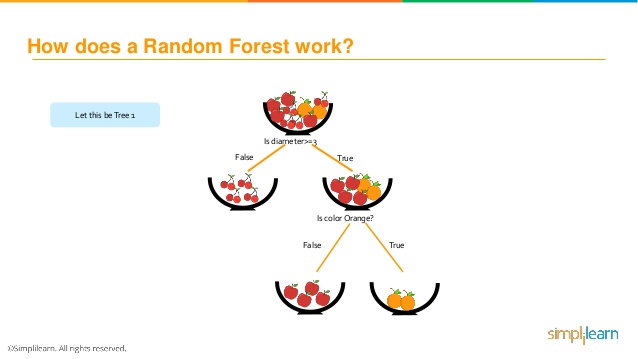 How does a Random Forest work?
Let this be Tree 1
Is diameter>=3
False
True
Is color Orange?
False
True
simplilearn
©Simplilearn. All rights reserved.